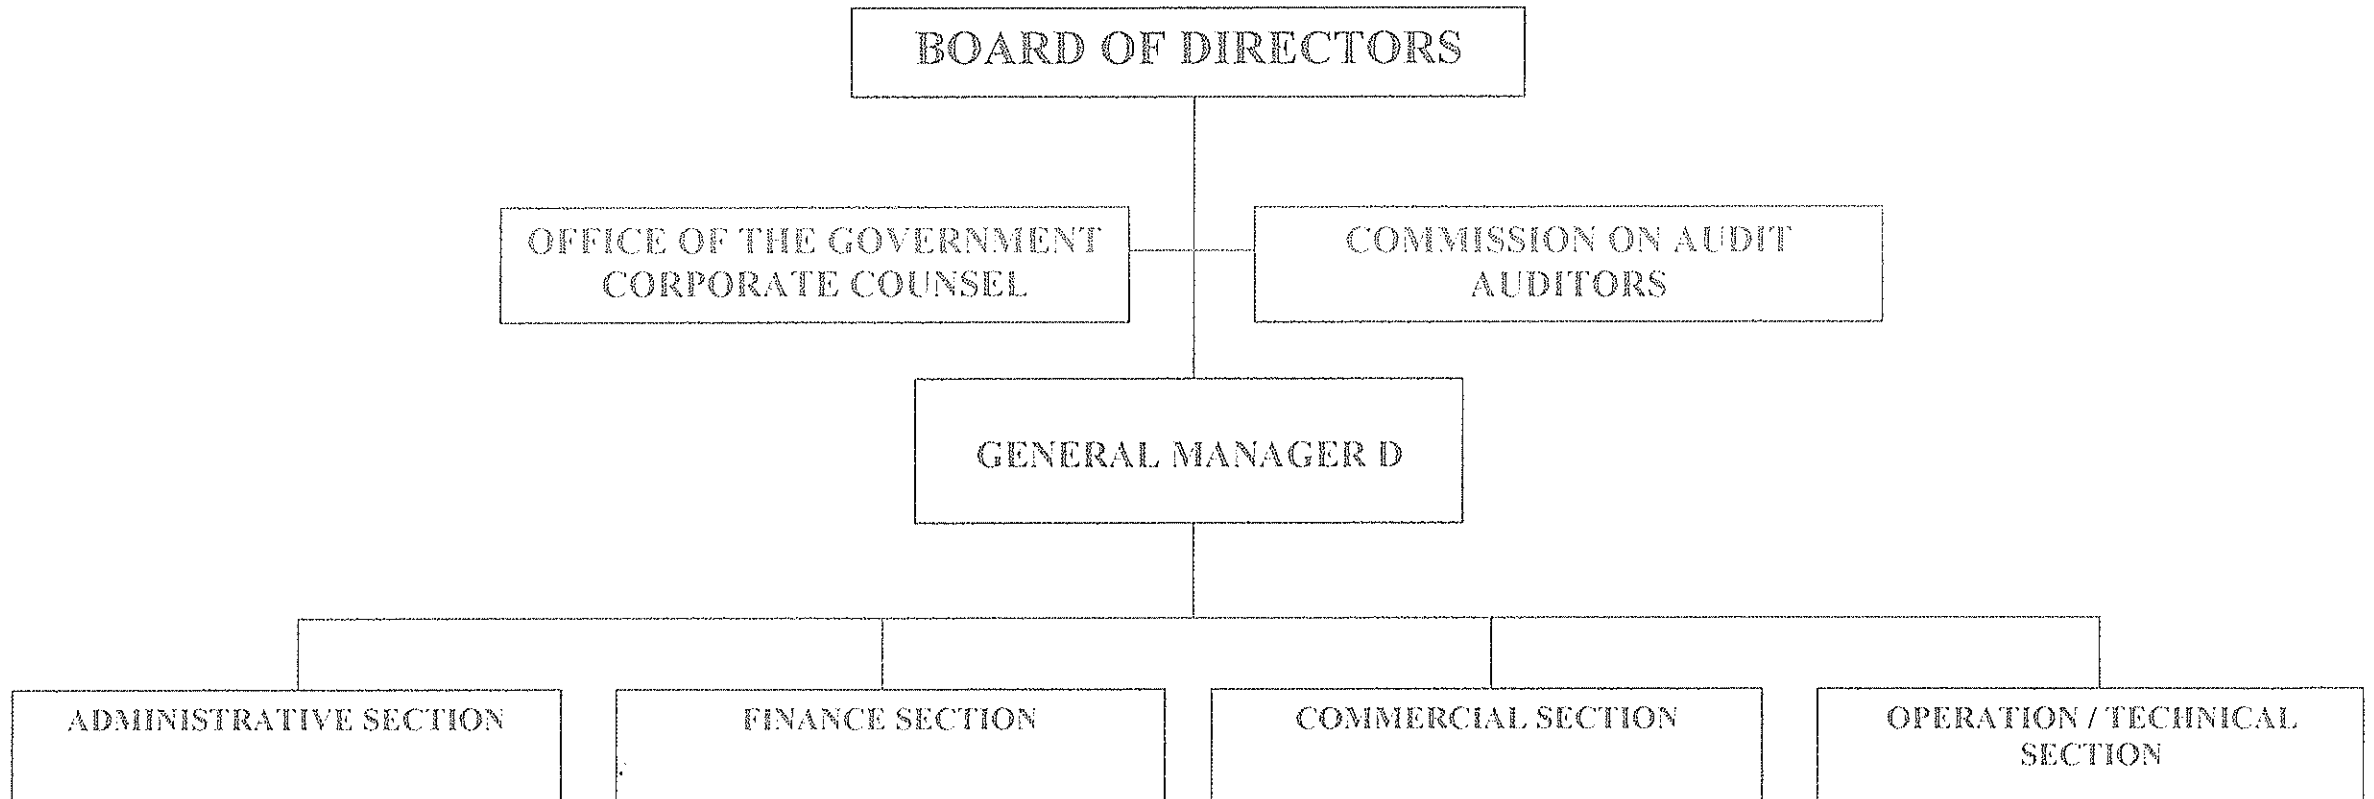 BOARD OF DIRECTORS
OFFICE OF THE GOVERNMENT
CORPORATE COUNSEL
COMMISSION ON AUDIT
AUDITORS
GENERAL MANAGER D
ADMINISTRATIVE SECTION
FINANCE SECTION
COMMERCIAL SECTION
OPERATION / TECHNICAL
SECTION